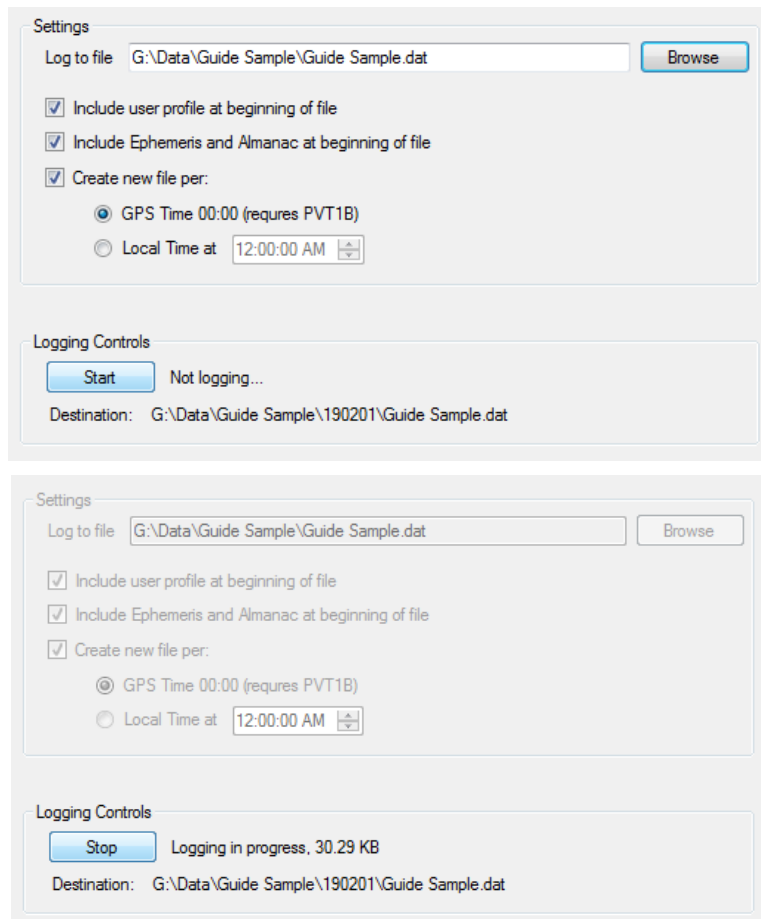 Settings
Log to file G:\Data\Guide Sample\Guide Sample.dat Browse
Include user profile at beginning of file
Include Ephemeris and Almanac at beginning of file
Create new file per:
GPS Time 00:00 (requres PVT1B)
Local Time at 12:00:00 AM
Logging Controls
Start Not logging...
Destination: G:\Data\Guide Sample\190201\Guide Sample.dat
Settings
Log to file G:\Data\Guide Sample\Guide Sample.dat Browse
Include user profile at beginning of file
Include Ephemeris and Almanac at beginning of file
Create new file per:
GPS Time 00:00 (requres PVT1B)
Local Time at 12:00:00 AM
Logging Controls
Stop Logging in progress, 30.29 KB
Destination: G:\Data\Guide Sample\190201\Guide Sample.dat